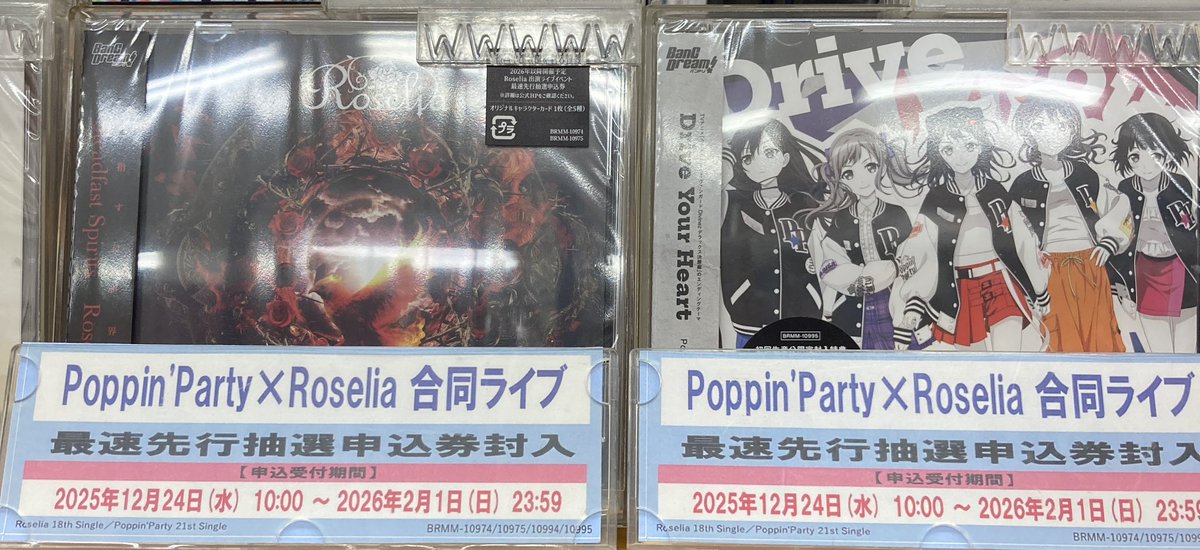 BanG Dream!
Roselia
2026年以降開催予定
Roselia 出演ライブイベント
最速先行抽選申込券
※詳細は公式HPをご確認ください。
オリジナルキャラクターカード 1枚(全5種)
プラ
BRMM-10974
BRMM-10975
Poppin'Party×Roselia 合同ライブ
最速先行抽選申込券封入
【申込受付期間】
2025年12月24日(水) 10:00 ～ 2026年2月1日(日) 23:59
Roselia 18th Single／Poppin'Party 21st Single
BRMM-10974/10975/10994/10995
BanG Dream!
バンドリ!
Drive
Drive Your Heart
BRMM-10995
Poppin'Party×Roselia 合同ライブ
最速先行抽選申込券封入
【申込受付期間】
2025年12月24日(水) 10:00 ～ 2026年2月1日(日) 23:59
Roselia 18th Single／Poppin'Party 21st Single
BRMM-10974/10975/109